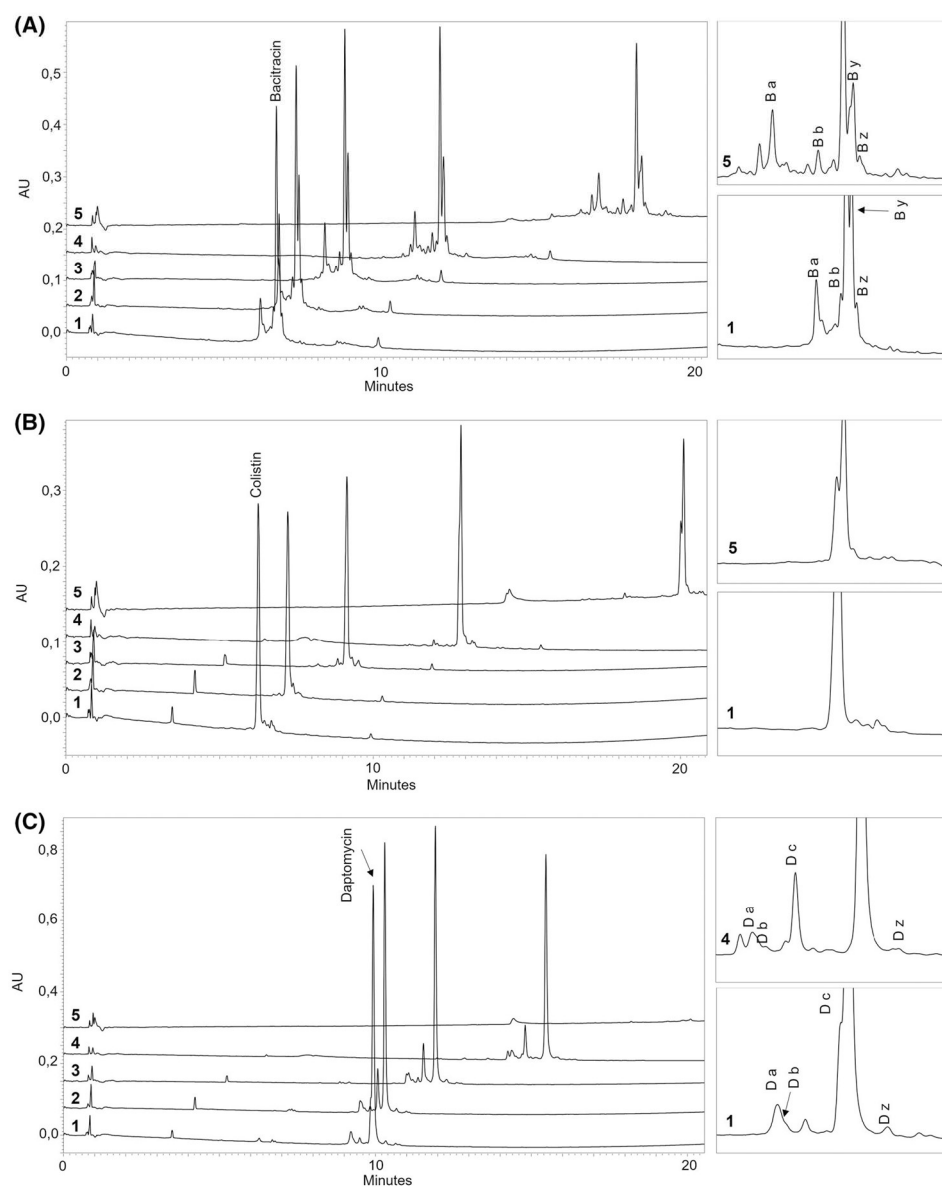 (A)
0,5
0,4
0,3
0,2
0,1
0,0
AU
Bacitracin
5
4
3
2
1
0
10
20
Minutes
B a
B b
B y
B z
5
B a
B b
B y
B z
1
(B)
0,3
0,2
0,1
0,0
AU
Colistin
5
4
3
2
1
0
10
20
Minutes
5
1
(C)
0,8
0,6
0,4
0,2
0,0
AU
Daptomycin
5
4
3
2
1
0
10
20
Minutes
D a
D b
D c
D z
4
D a
D b
D c
D z
1